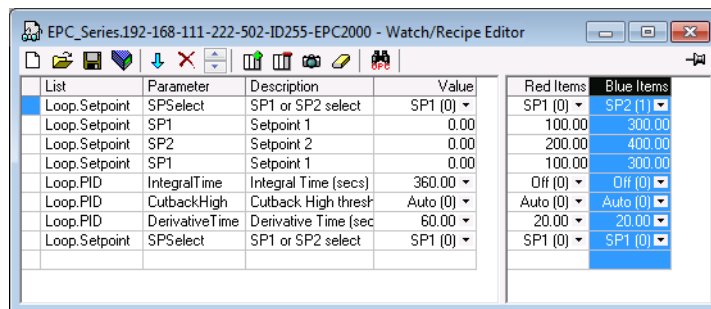 EPC_Series.192-168-111-222-502-ID255-EPC2000 - Watch/Recipe Editor
OPC
List Parameter Description Value Red Items Blue Items
Loop.Setpoint SPSelect SP1 or SP2 select SP1 (0) SP1 (0) SP2 (1)
Loop.Setpoint SP1 Setpoint 1 0.00 100.00 300.00
Loop.Setpoint SP2 Setpoint 2 0.00 200.00 400.00
Loop.Setpoint SP1 Setpoint 1 0.00 100.00 300.00
Loop.PID IntegralTime Integral Time (secs) 360.00 Off (0) Off (0)
Loop.PID CutbackHigh Cutback High thresh Auto (0) Auto (0) Auto (0)
Loop.PID DerivativeTime Derivative Time (sec 60.00 20.00 20.00
Loop.Setpoint SPSelect SP1 or SP2 select SP1 (0) SP1 (0) SP1 (0)